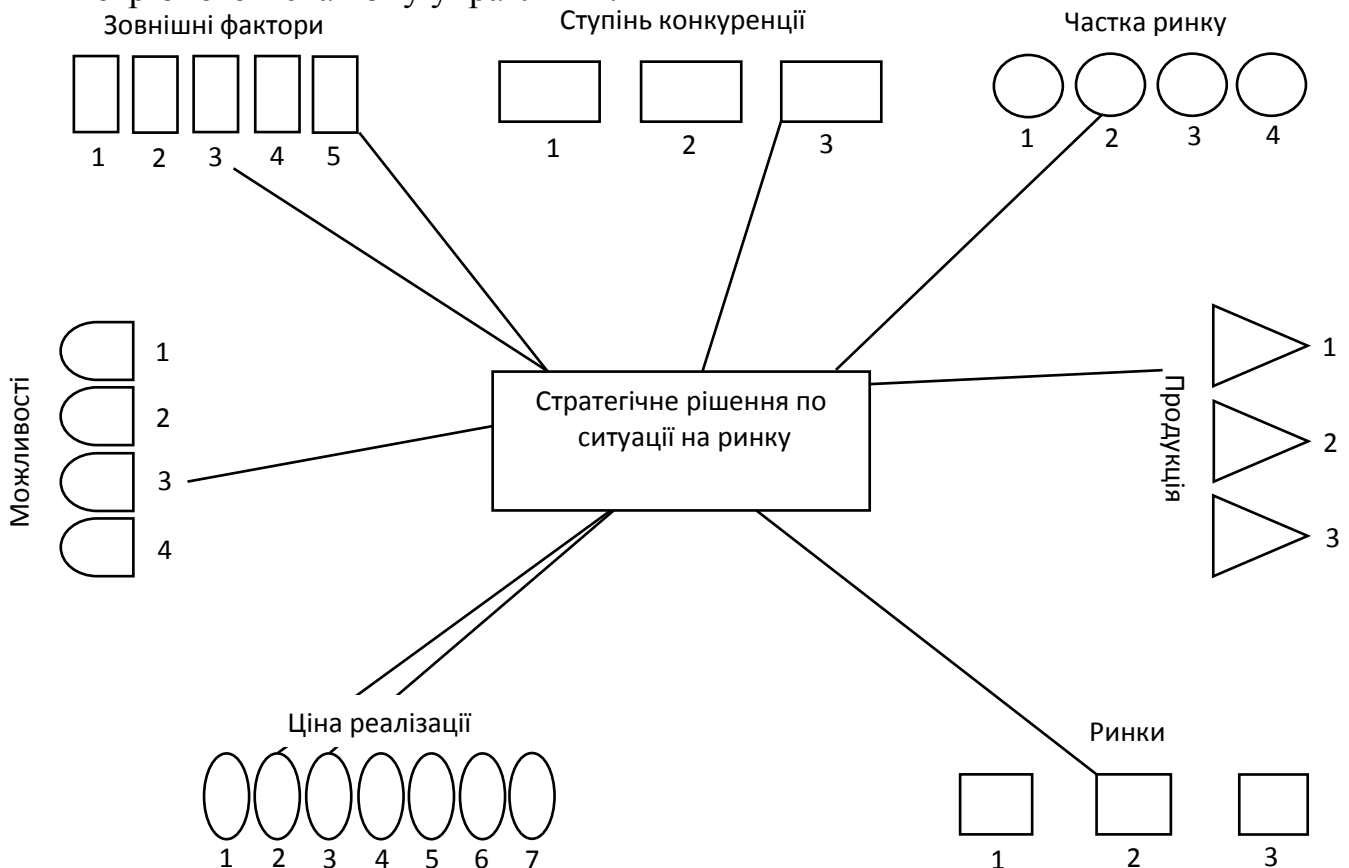 Зовнішні фактори
Ступінь конкуренції
Частка ринку
1 2 3 4 5
1 2 3
1 2 3 4
Можливості
1
2
3
4
Стратегічне рішення по
ситуації на ринку
Продукція
1
2
3
Ціна реалізації
1 2 3 4 5 6 7
Ринки
1 2 3